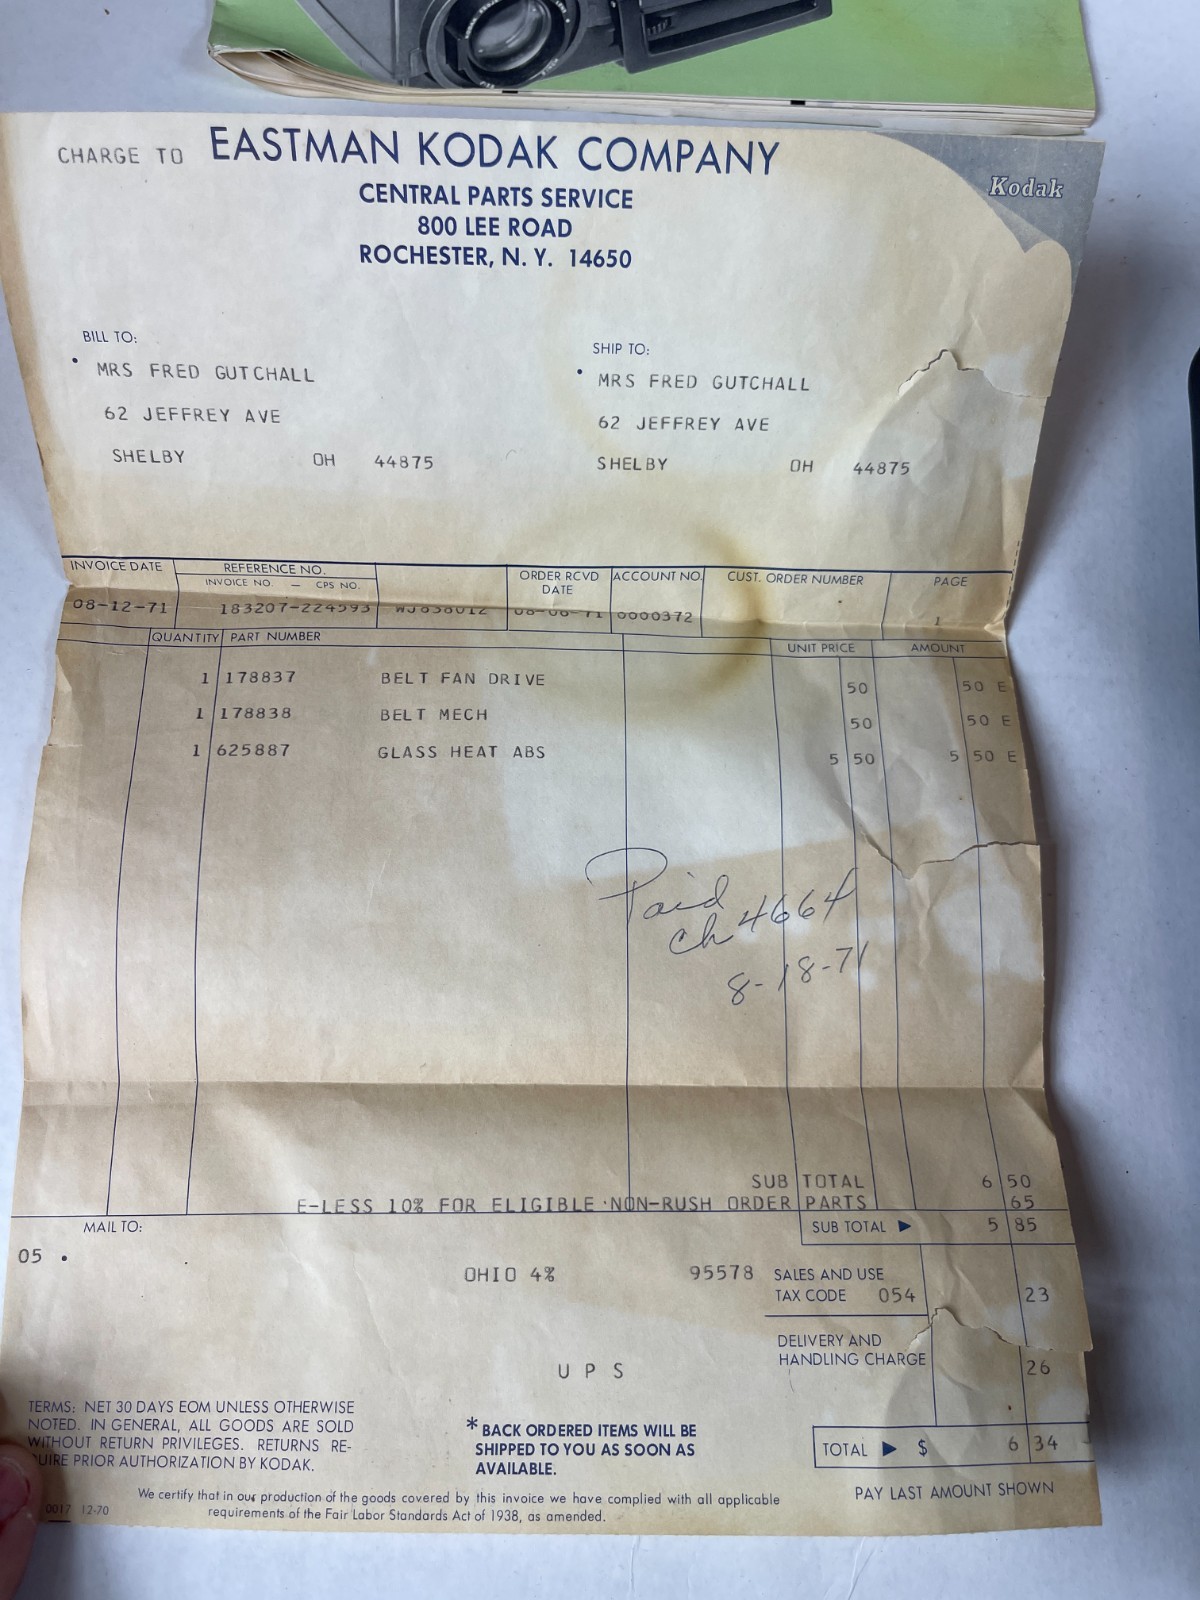 CHARGE TO EASTMAN KODAK COMPANY
Kodak
CENTRAL PARTS SERVICE
800 LEE ROAD
ROCHESTER, N. Y. 14650
BILL TO:
MRS FRED GUTCHALL
62 JEFFREY AVE
SHELBY OH 44875
SHIP TO:
MRS FRED GUTCHALL
62 JEFFREY AVE
SHELBY OH 44875
INVOICE DATE REFERENCE NO. ORDER RCVD ACCOUNT NO. CUST. ORDER NUMBER PAGE
INVOICE NO. — CPS NO. DATE
08-12-71 183207-224593 0000372 1
QUANTITY PART NUMBER UNIT PRICE AMOUNT
1 178837 BELT FAN DRIVE 50 50 E
1 178838 BELT MECH 50 50 E
1 625887 GLASS HEAT ABS 5 50 5 50 E
Paid
ch 4664
8-18-71
SUB TOTAL 6 50
E-LESS 10% FOR ELIGIBLE NON-RUSH ORDER PARTS 65
MAIL TO: SUB TOTAL ▶ 5 85
05 .
OHIO 4% 95578 SALES AND USE
TAX CODE 054 23
DELIVERY AND
HANDLING CHARGE 26
U P S
TERMS: NET 30 DAYS EOM UNLESS OTHERWISE
NOTED. IN GENERAL, ALL GOODS ARE SOLD
WITHOUT RETURN PRIVILEGES. RETURNS RE-
QUIRE PRIOR AUTHORIZATION BY KODAK.
* BACK ORDERED ITEMS WILL BE
SHIPPED TO YOU AS SOON AS
AVAILABLE.
TOTAL ▶ $ 6 34
PAY LAST AMOUNT SHOWN
We certify that in our production of the goods covered by this invoice we have complied with all applicable
requirements of the Fair Labor Standards Act of 1938, as amended.
0017 12-70